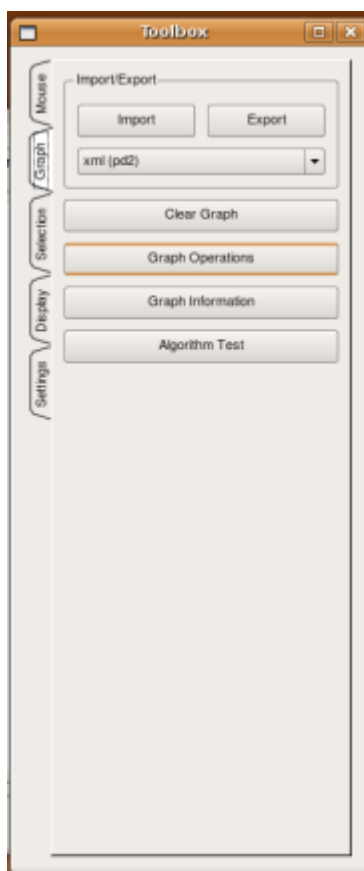 Toolbox
Mouse
Graph
Selection
Display
Settings
Import/Export
Import Export
xml (pd2)
Clear Graph
Graph Operations
Graph Information
Algorithm Test